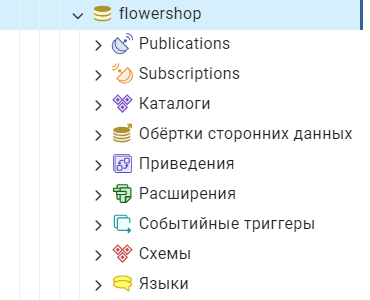 flowershop
Publications
Subscriptions
Каталоги
Обёртки сторонних данных
Приведения
Расширения
Событийные триггеры
Схемы
Языки